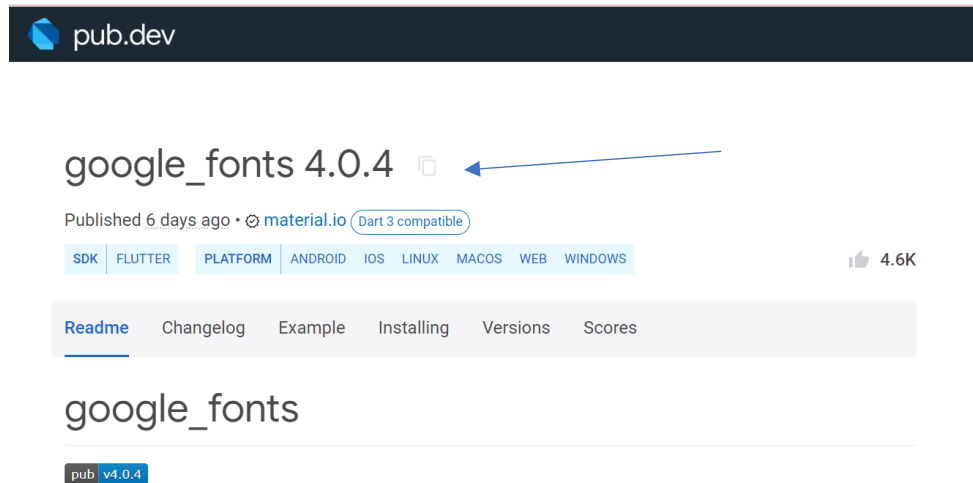 pub.dev
google_fonts 4.0.4
Published 6 days ago • material.io Dart 3 compatible
SDK FLUTTER PLATFORM ANDROID IOS LINUX MACOS WEB WINDOWS 4.6K
Readme Changelog Example Installing Versions Scores
google_fonts
pub v4.0.4